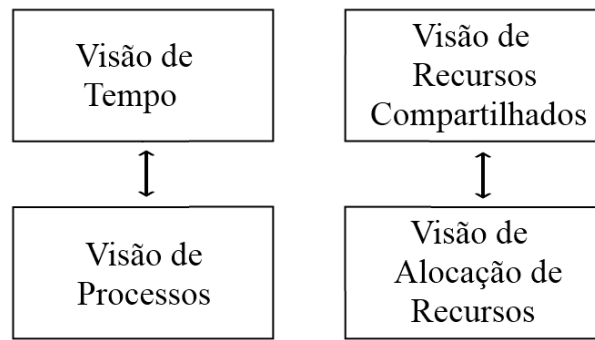 Visão de
Tempo
Visão de
Recursos
Compartilhados
Visão de
Processos
Visão de
Alocação de
Recursos